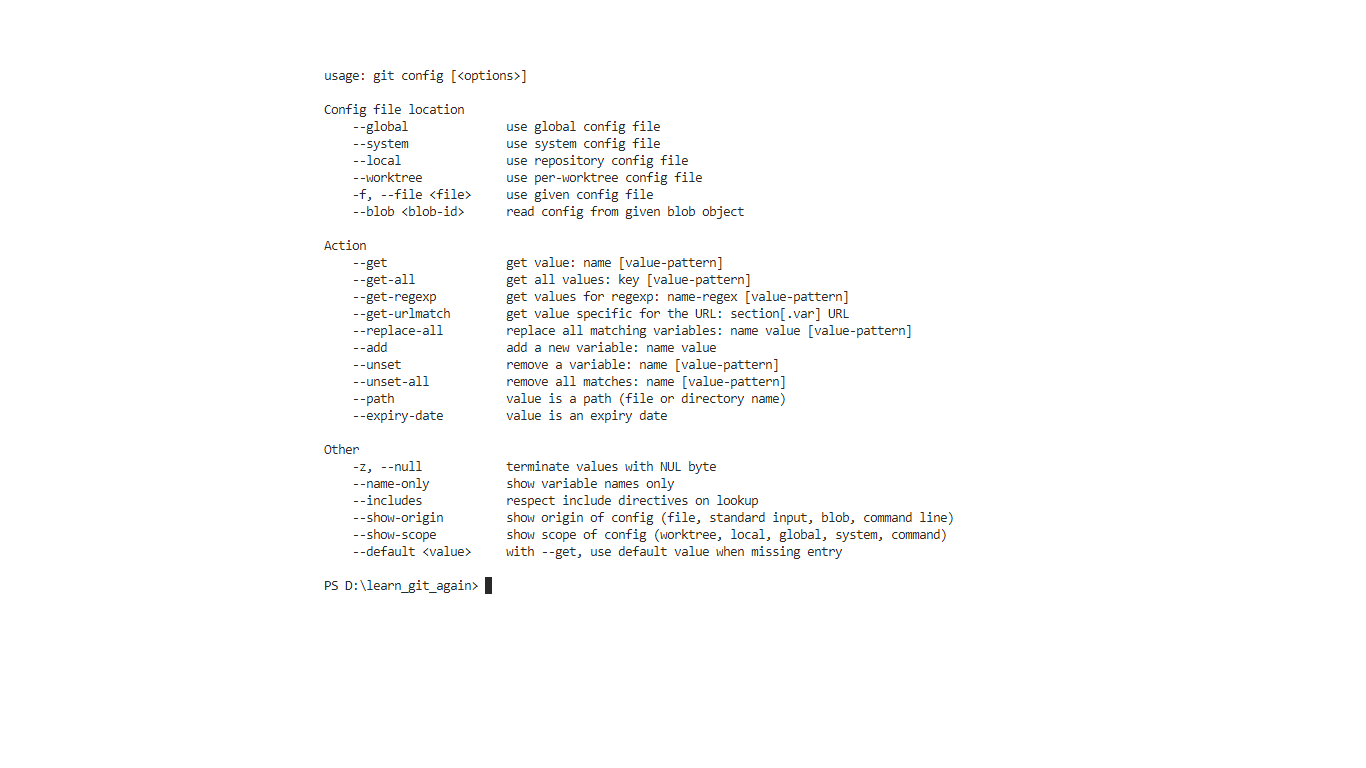 usage: git config [<options>]

Config file location
    --global              use global config file
    --system              use system config file
    --local               use repository config file
    --worktree            use per-worktree config file
    -f, --file <file>     use given config file
    --blob <blob-id>      read config from given blob object

Action
    --get                 get value: name [value-pattern]
    --get-all             get all values: key [value-pattern]
    --get-regexp          get values for regexp: name-regex [value-pattern]
    --get-urlmatch        get value specific for the URL: section[.var] URL
    --replace-all         replace all matching variables: name value [value-pattern]
    --add                 add a new variable: name value
    --unset               remove a variable: name [value-pattern]
    --unset-all           remove all matches: name [value-pattern]
    --path                value is a path (file or directory name)
    --expiry-date         value is an expiry date

Other
    -z, --null            terminate values with NUL byte
    --name-only           show variable names only
    --includes            respect include directives on lookup
    --show-origin         show origin of config (file, standard input, blob, command line)
    --show-scope          show scope of config (worktree, local, global, system, command)
    --default <value>     with --get, use default value when missing entry

PS D:\learn_git_again>